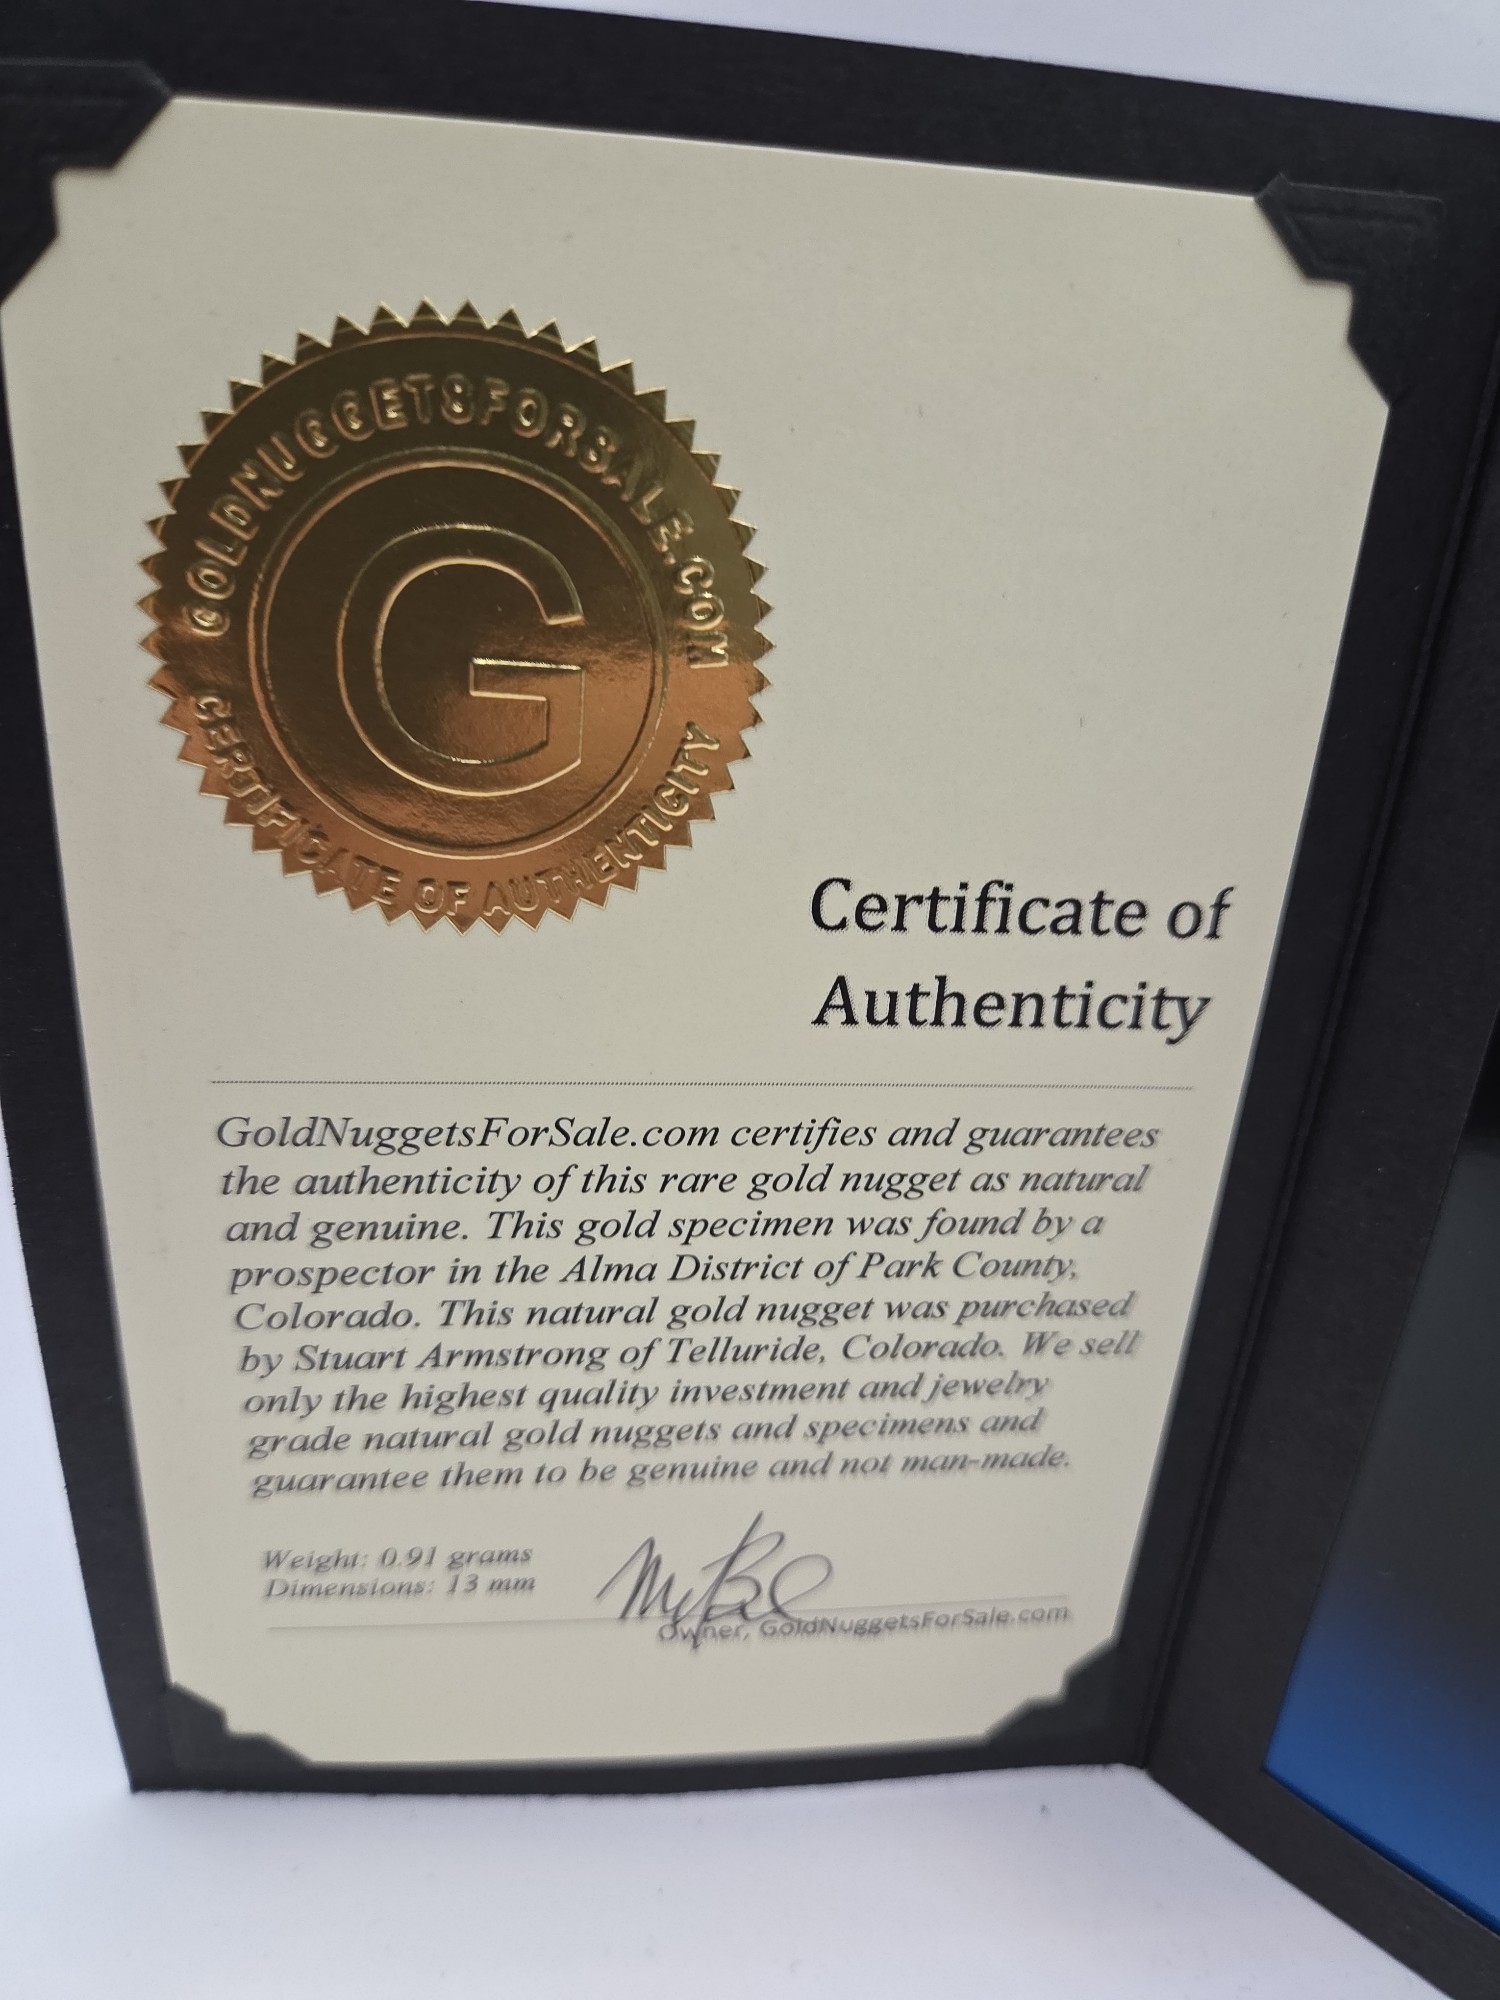 GOLDNUGGETSFORSALE.COM
G
CERTIFICATE OF AUTHENTICITY
Certificate of
Authenticity
GoldNuggetsForSale.com certifies and guarantees
the authenticity of this rare gold nugget as natural
and genuine. This gold specimen was found by a
prospector in the Alma District of Park County,
Colorado. This natural gold nugget was purchased
by Stuart Armstrong of Telluride, Colorado. We sell
only the highest quality investment and jewelry
grade natural gold nuggets and specimens and
guarantee them to be genuine and not man-made.
Weight: 0.91 grams
Dimensions: 13 mm
Owner, GoldNuggetsForSale.com